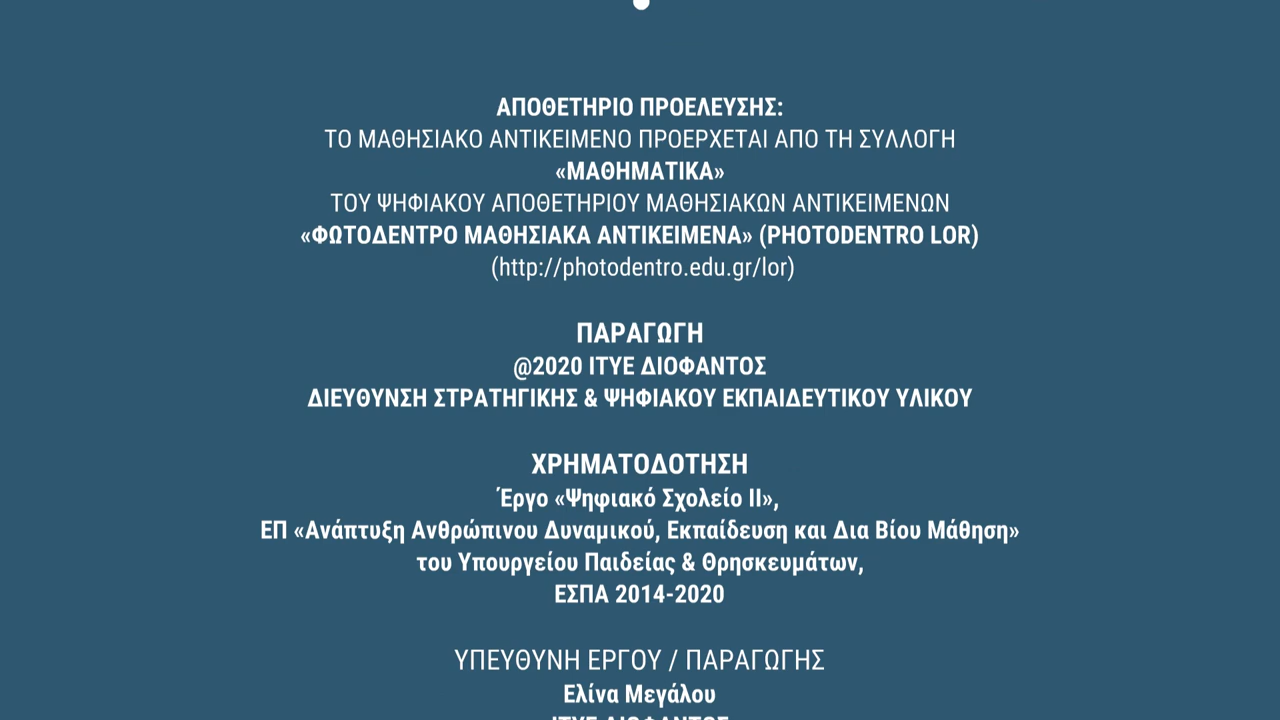 ΑΠΟΘΕΤΗΡΙΟ ΠΡΟΕΛΕΥΣΗΣ:
ΤΟ ΜΑΘΗΣΙΑΚΟ ΑΝΤΙΚΕΙΜΕΝΟ ΠΡΟΕΡΧΕΤΑΙ ΑΠΟ ΤΗ ΣΥΛΛΟΓΗ
«ΜΑΘΗΜΑΤΙΚΑ»
ΤΟΥ ΨΗΦΙΑΚΟΥ ΑΠΟΘΕΤΗΡΙΟΥ ΜΑΘΗΣΙΑΚΩΝ ΑΝΤΙΚΕΙΜΕΝΩΝ
«ΦΩΤΟΔΕΝΤΡΟ ΜΑΘΗΣΙΑΚΑ ΑΝΤΙΚΕΙΜΕΝΑ» (PHOTODENTRO LOR)
(http://photodentro.edu.gr/lor)
ΠΑΡΑΓΩΓΗ
@2020 ΙΤΥΕ ΔΙΟΦΑΝΤΟΣ
ΔΙΕΥΘΥΝΣΗ ΣΤΡΑΤΗΓΙΚΗΣ & ΨΗΦΙΑΚΟΥ ΕΚΠΑΙΔΕΥΤΙΚΟΥ ΥΛΙΚΟΥ
ΧΡΗΜΑΤΟΔΟΤΗΣΗ
Έργο «Ψηφιακό Σχολείο ΙΙ»,
ΕΠ «Ανάπτυξη Ανθρώπινου Δυναμικού, Εκπαίδευση και Δια Βίου Μάθηση»
του Υπουργείου Παιδείας & Θρησκευμάτων,
ΕΣΠΑ 2014-2020
ΥΠΕΥΘΥΝΗ ΕΡΓΟΥ / ΠΑΡΑΓΩΓΗΣ
Ελίνα Μεγάλου
ΙΤΥΕ ΔΙΟΦΑΝΤΟΣ